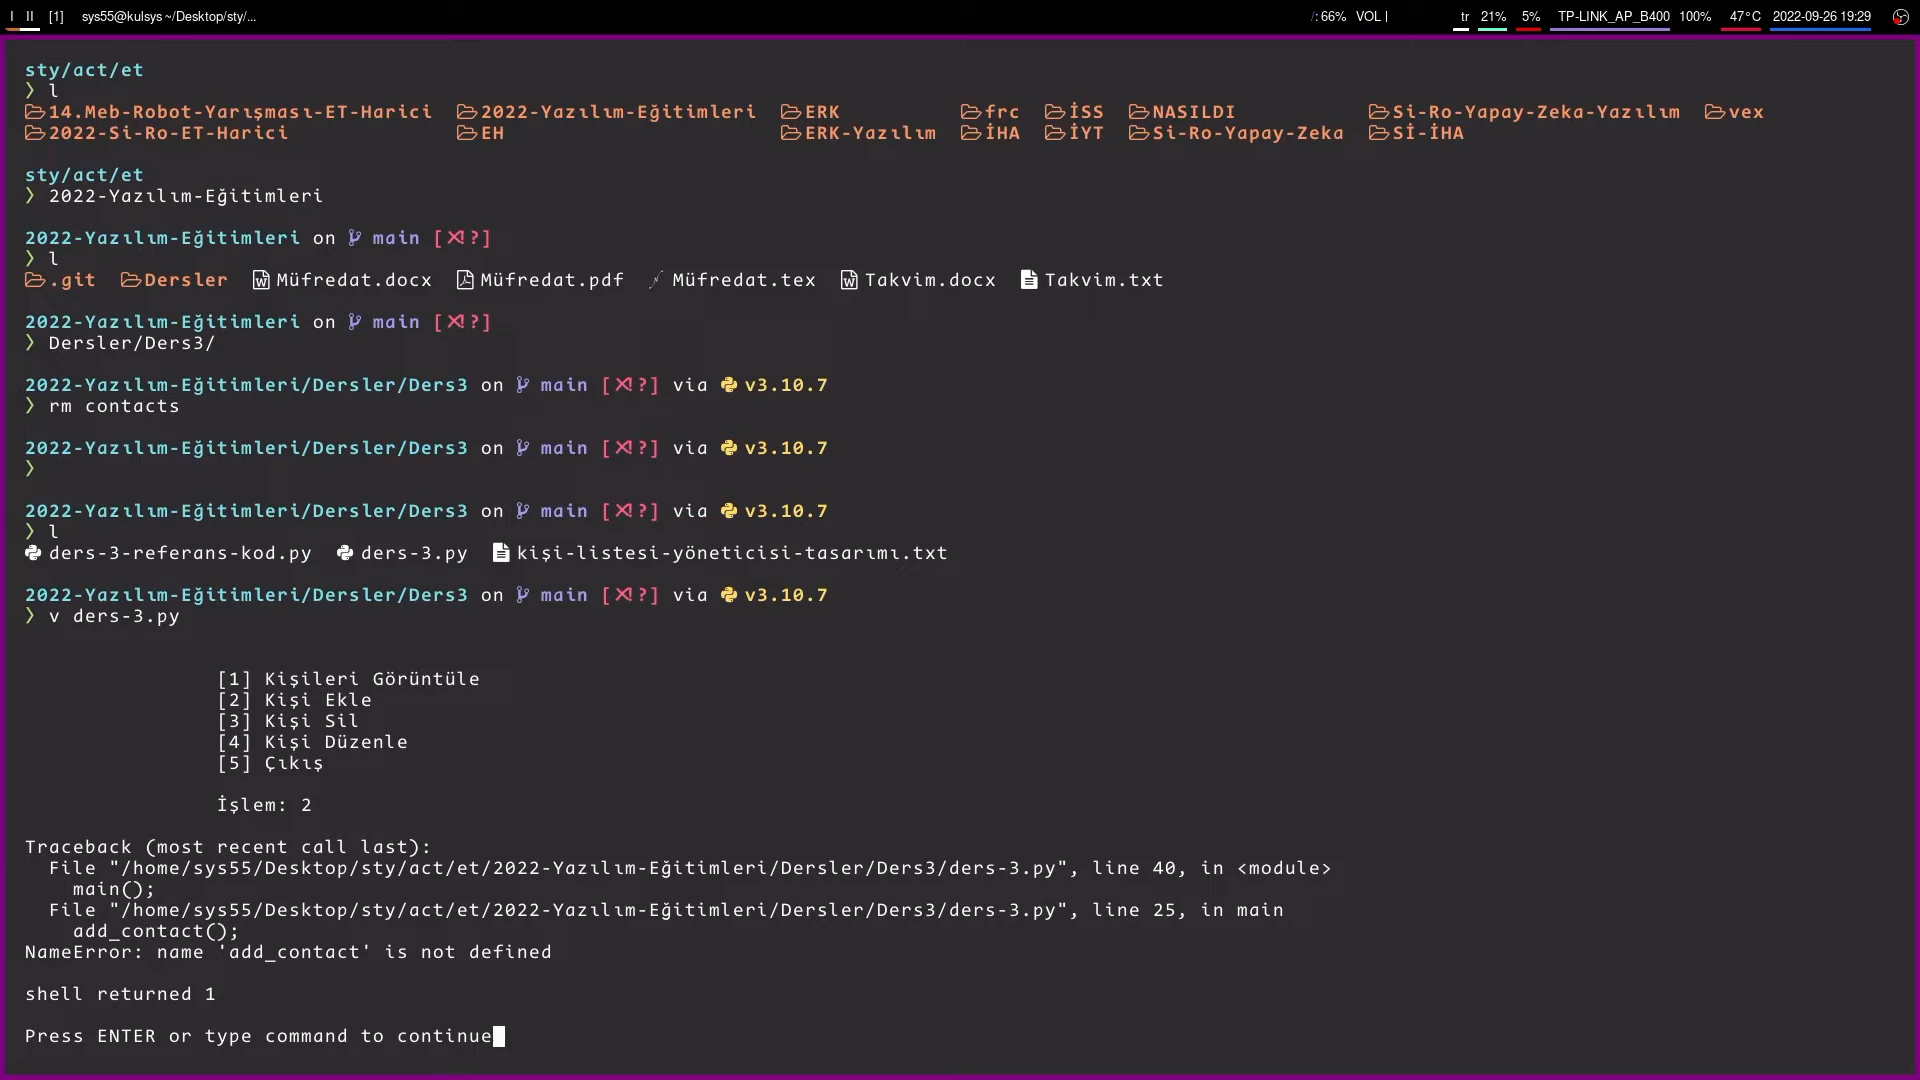 I II [1] sys55@kulsys ~/Desktop/sty/... /: 66% VOL | tr 21% 5% TP-LINK_AP_B400 100% 47°C 2022-09-26 19:29
sty/act/et
❯ l
14.Meb-Robot-Yarışması-ET-Harici 2022-Yazılım-Eğitimleri ERK frc İSS NASILDI Si-Ro-Yapay-Zeka-Yazılım vex
2022-Si-Ro-ET-Harici EH ERK-Yazılım İHA İYT Si-Ro-Yapay-Zeka Sİ-İHA
sty/act/et
❯ 2022-Yazılım-Eğitimleri
2022-Yazılım-Eğitimleri on main [✘!?]
❯ l
.git Dersler Müfredat.docx Müfredat.pdf Müfredat.tex Takvim.docx Takvim.txt
2022-Yazılım-Eğitimleri on main [✘!?]
❯ Dersler/Ders3/
2022-Yazılım-Eğitimleri/Dersler/Ders3 on main [✘!?] via v3.10.7
❯ rm contacts
2022-Yazılım-Eğitimleri/Dersler/Ders3 on main [✘!?] via v3.10.7
❯
2022-Yazılım-Eğitimleri/Dersler/Ders3 on main [✘!?] via v3.10.7
❯ l
ders-3-referans-kod.py ders-3.py kişi-listesi-yöneticisi-tasarımı.txt
2022-Yazılım-Eğitimleri/Dersler/Ders3 on main [✘!?] via v3.10.7
❯ v ders-3.py
[1] Kişileri Görüntüle
[2] Kişi Ekle
[3] Kişi Sil
[4] Kişi Düzenle
[5] Çıkış
İşlem: 2
Traceback (most recent call last):
File "/home/sys55/Desktop/sty/act/et/2022-Yazılım-Eğitimleri/Dersler/Ders3/ders-3.py", line 40, in <module>
main();
File "/home/sys55/Desktop/sty/act/et/2022-Yazılım-Eğitimleri/Dersler/Ders3/ders-3.py", line 25, in main
add_contact();
NameError: name 'add_contact' is not defined
shell returned 1
Press ENTER or type command to continue